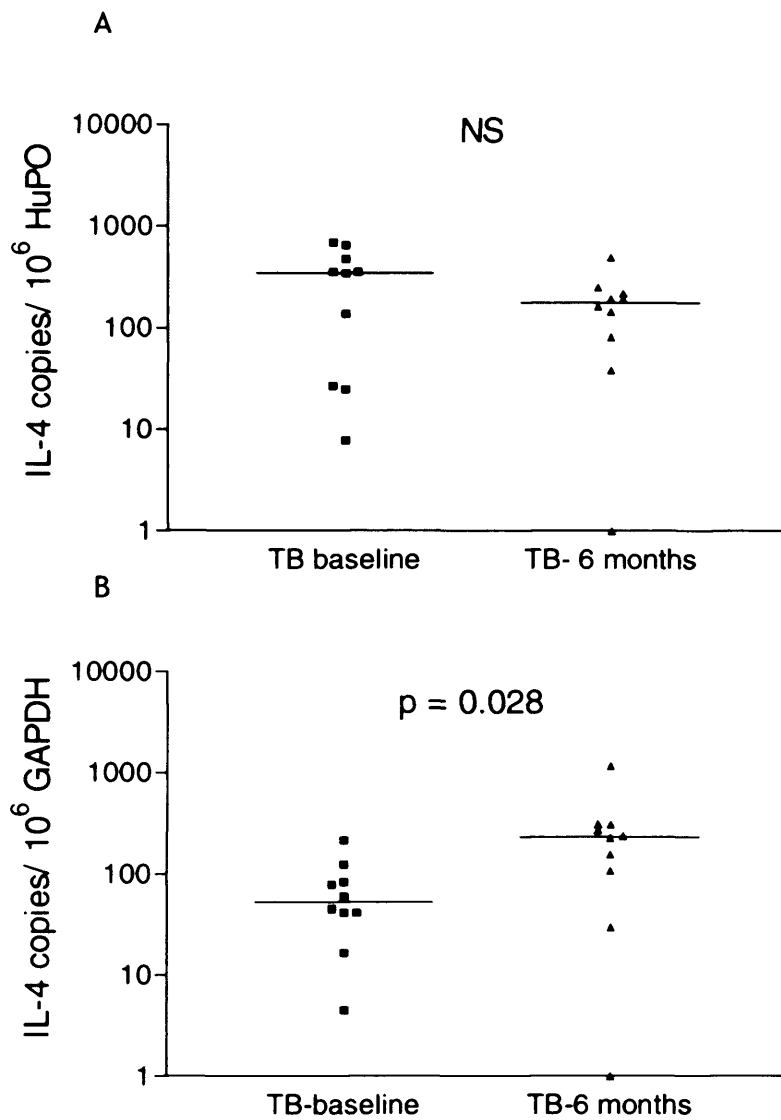 A
NS
10000
1000
100
10
1
IL-4 copies/ 10⁶ HuPO
TB baseline
TB- 6 months
B
p = 0.028
10000
1000
100
10
1
IL-4 copies/ 10⁶ GAPDH
TB-baseline
TB-6 months